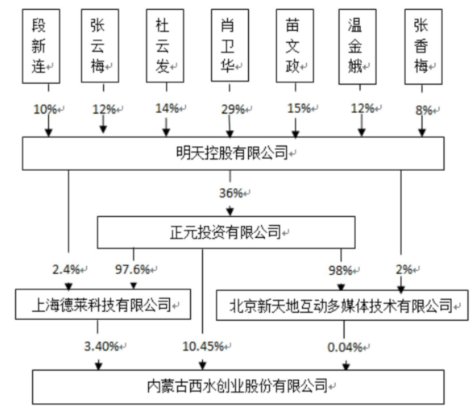 段新连 张云梅 杜云发 肖卫华 苗文政 温金娥 张香梅
10% 12% 14% 29% 15% 12% 8%
明天控股有限公司
36%
正元投资有限公司
2.4% 97.6% 98% 2%
上海德莱科技有限公司 北京新天地互动多媒体技术有限公司
3.40% 10.45% 0.04%
内蒙古西水创业股份有限公司